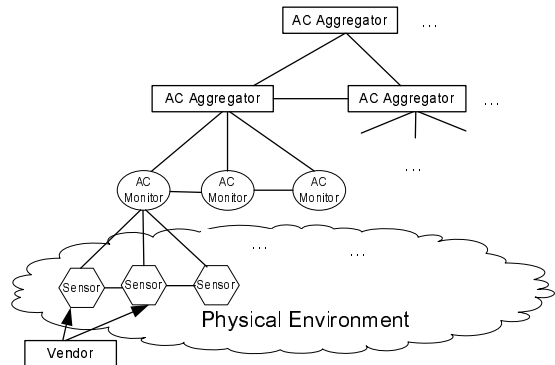 AC Aggregator ...
AC Aggregator AC Aggregator ...
...
AC
Monitor
AC
Monitor
AC
Monitor
... ...
Sensor Sensor Sensor
Physical Environment
Vendor